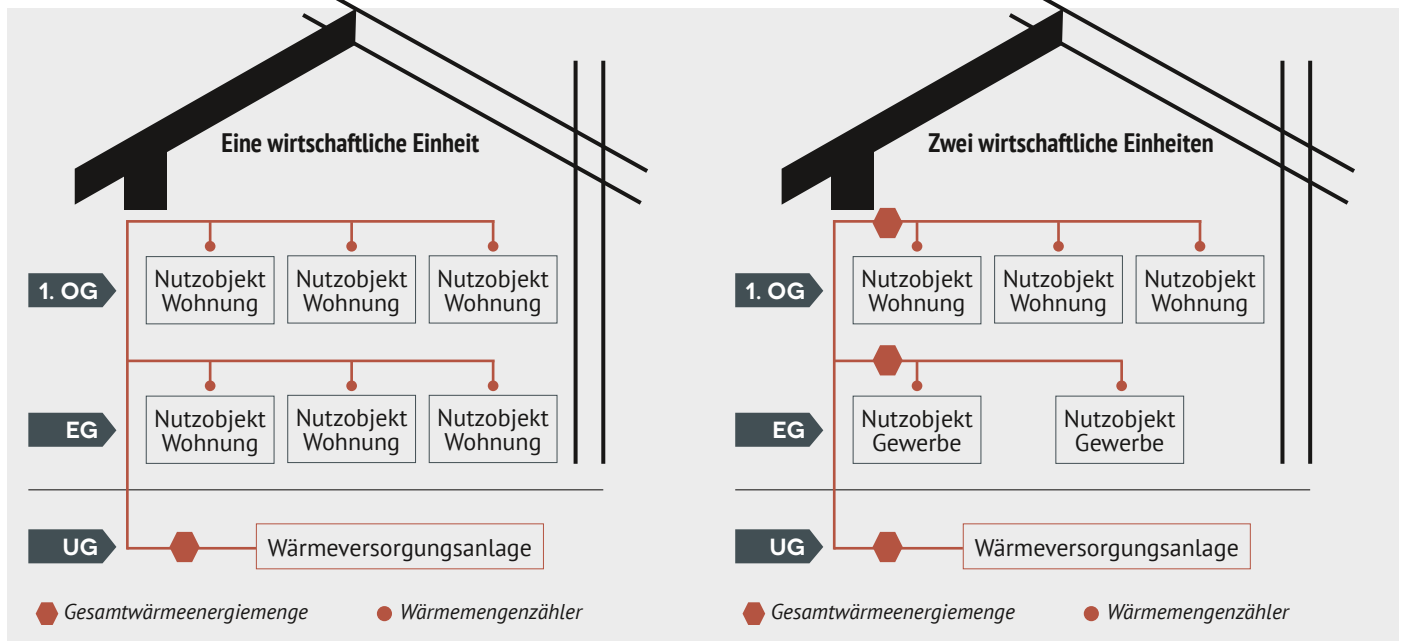 Eine wirtschaftliche Einheit
1. OG
Nutzobjekt
Wohnung
Nutzobjekt
Wohnung
Nutzobjekt
Wohnung
EG
Nutzobjekt
Wohnung
Nutzobjekt
Wohnung
Nutzobjekt
Wohnung
UG
Wärmeversorgungsanlage
Gesamtwärmeenergiemenge
Wärmemengenzähler
Zwei wirtschaftliche Einheiten
1. OG
Nutzobjekt
Wohnung
Nutzobjekt
Wohnung
Nutzobjekt
Wohnung
EG
Nutzobjekt
Gewerbe
Nutzobjekt
Gewerbe
UG
Wärmeversorgungsanlage
Gesamtwärmeenergiemenge
Wärmemengenzähler